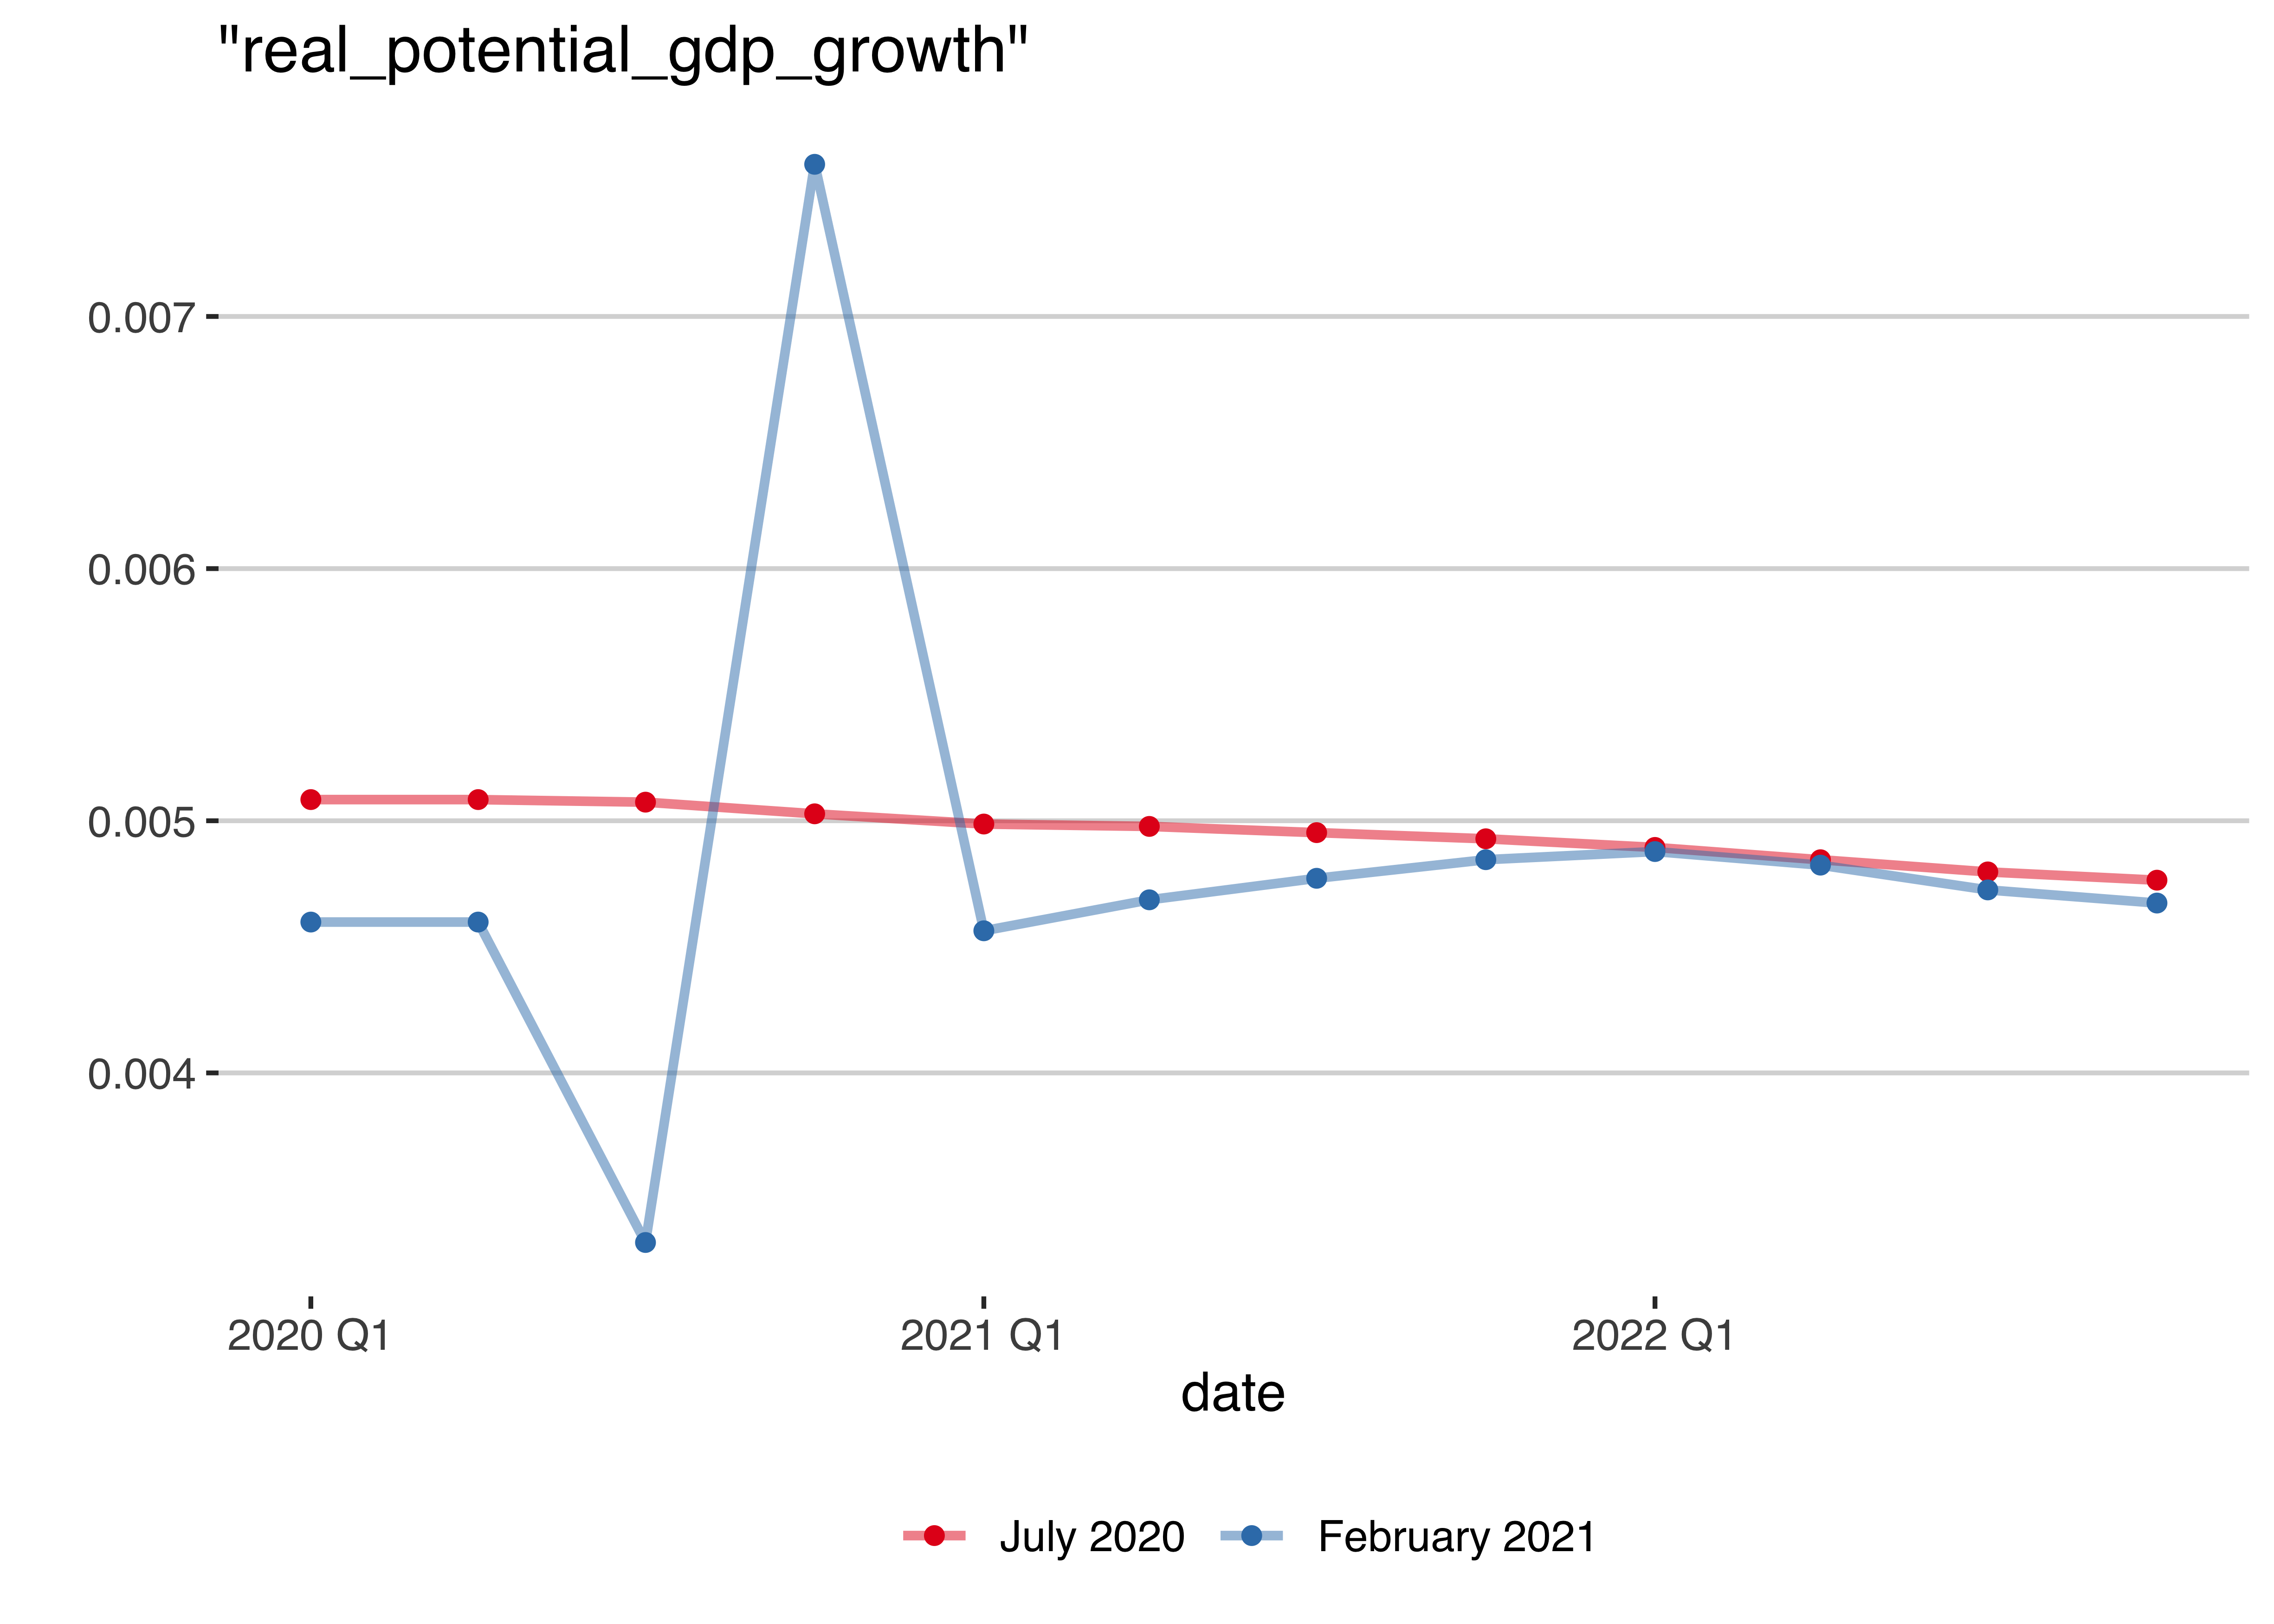 "real_potential_gdp_growth"
0.007
0.006
0.005
0.004
2020 Q1
2021 Q1
2022 Q1
date
July 2020
February 2021